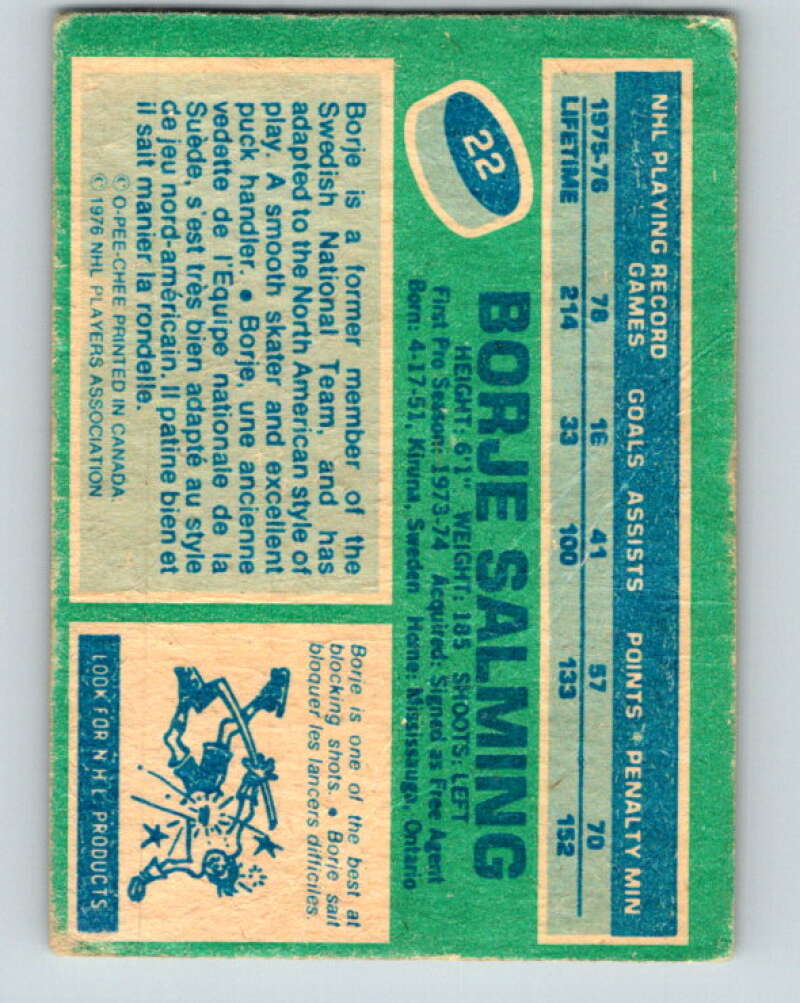 NHL PLAYING RECORD
GAMES GOALS ASSISTS POINTS PENALTY MIN
1975-76 78 16 41 57 70
LIFETIME 214 33 100 133 152
22
BORJE SALMING
HEIGHT: 6'1" WEIGHT: 185 SHOOTS: LEFT
First Pro Season: 1973-74 Acquired: Signed as Free Agent
Born: 4-17-51, Kiruna, Sweden Home: Mississauga, Ontario
Borje is a former member of the
Swedish National Team, and has
adapted to the North American style of
play. A smooth skater and excellent
puck handler. • Borje, une ancienne
vedette de l'Equipe nationale de la
Suède, s'est très bien adapté au style
de jeu nord-américain. Il patine bien et
il sait manier la rondelle.
© O-PEE-CHEE PRINTED IN CANADA.
© 1976 NHL PLAYERS ASSOCIATION
Borje is one of the best at
blocking shots. • Borje sait
bloquer les lancers difficiles.
LOOK FOR N.H.L. PRODUCTS